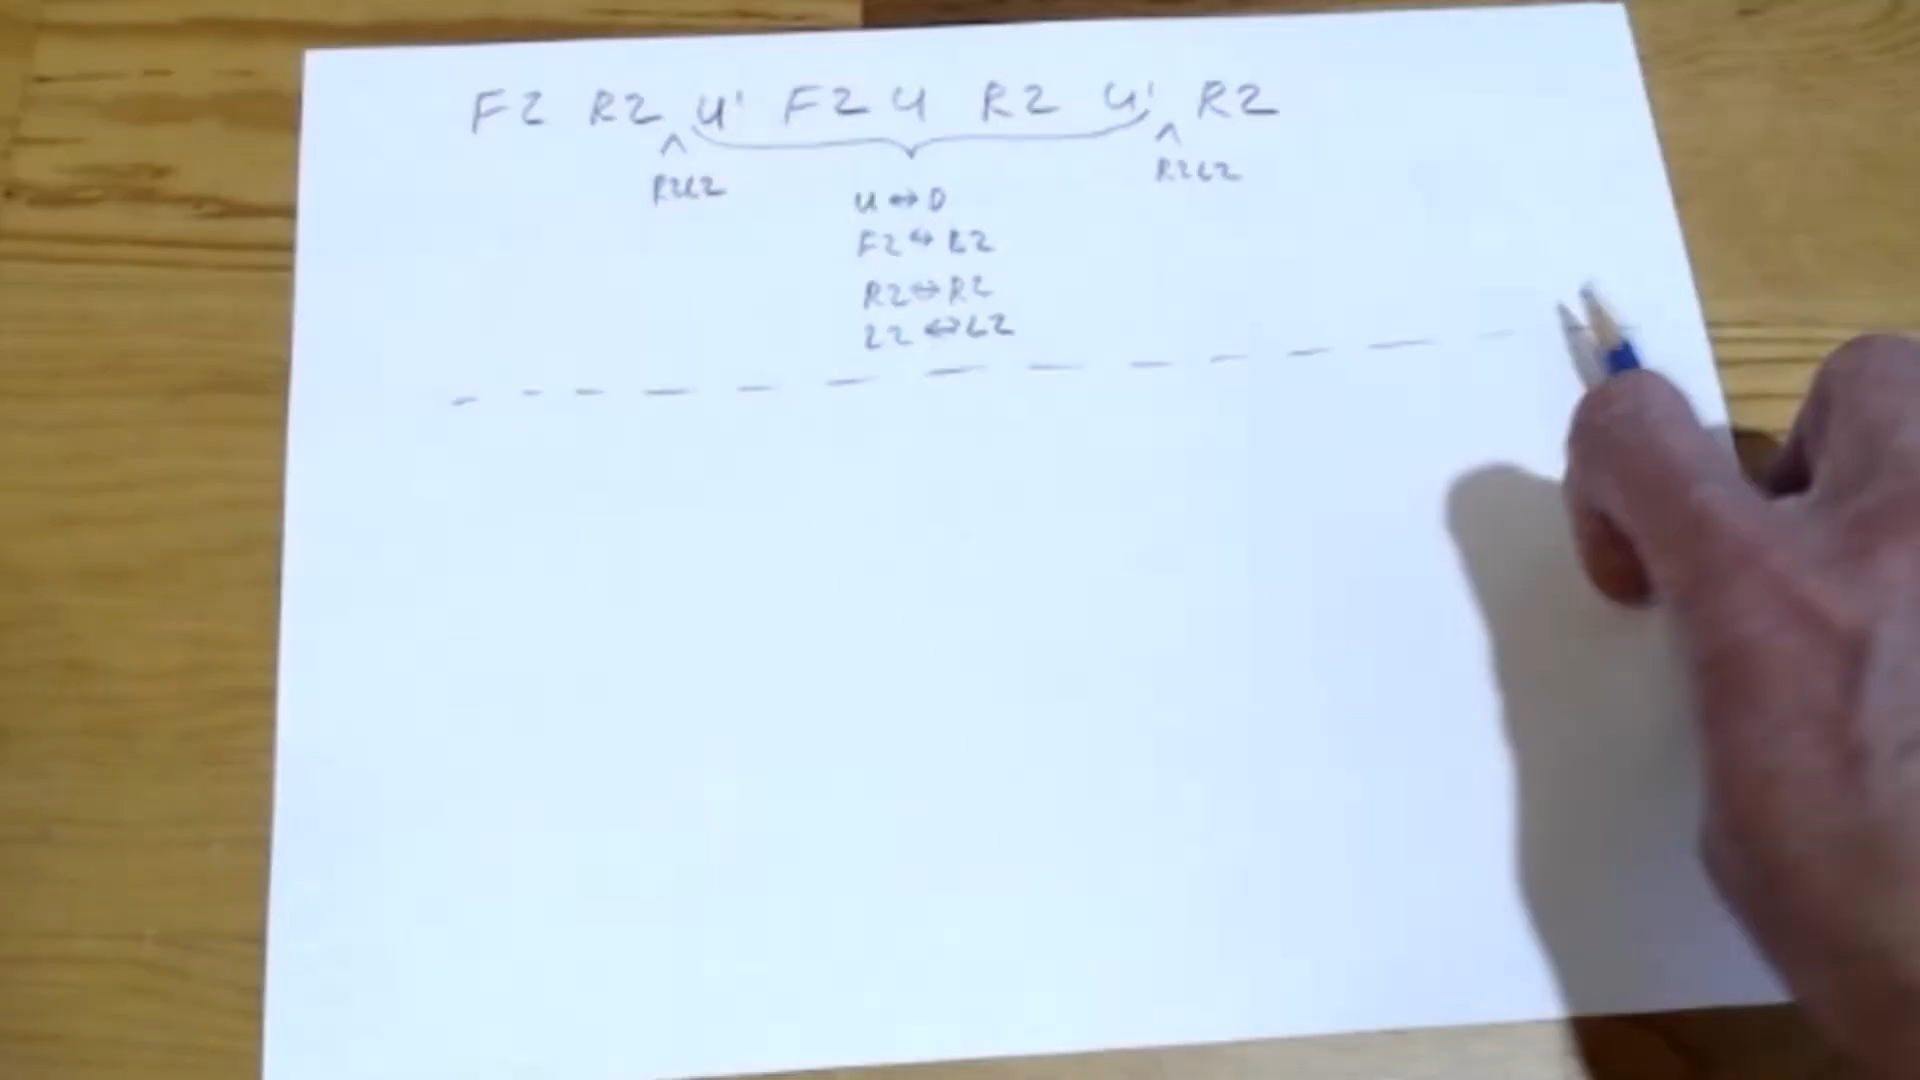 F2 R2 U' F2 U R2 U' R2
^ ^
R2L2 R2L2
U ↔ D
F2 ↔ B2
R2 ↔ R2
L2 ↔ L2